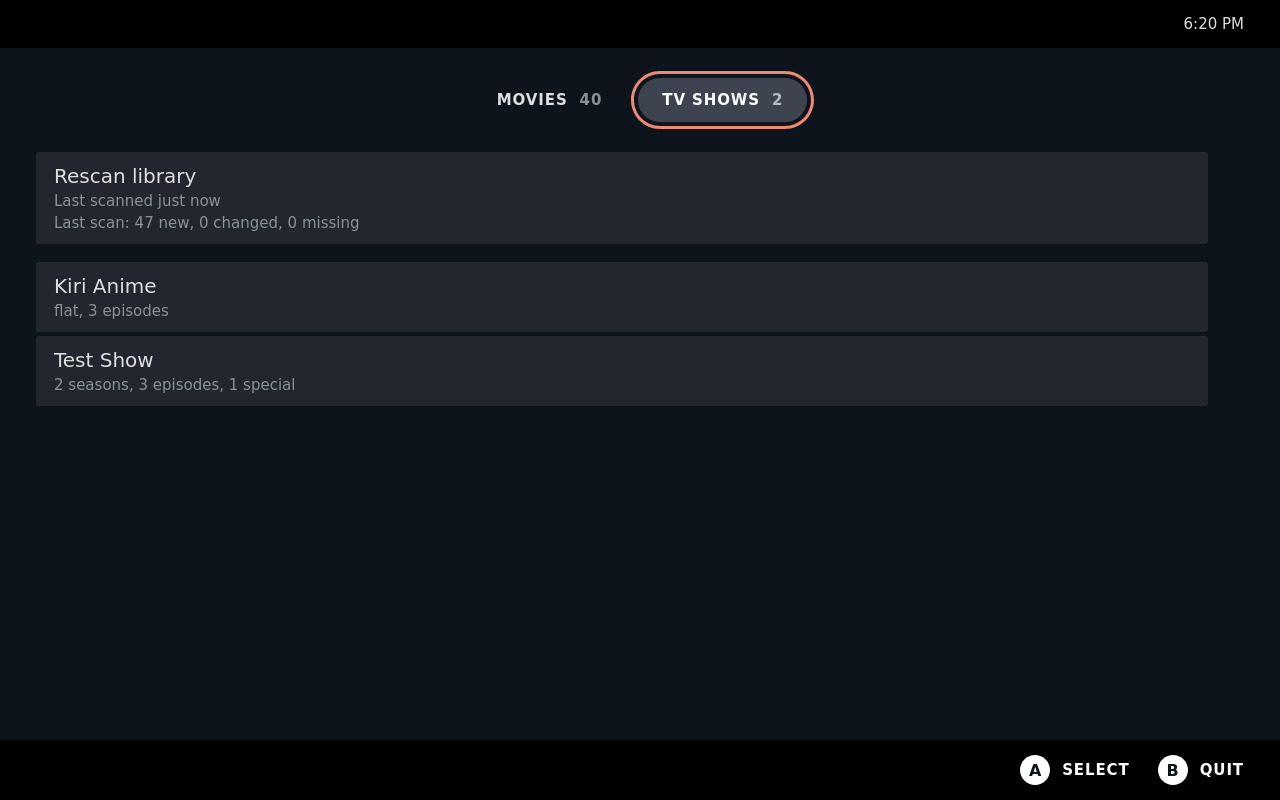 6:20 PM
MOVIES 40 TV SHOWS 2
Rescan library
Last scanned just now
Last scan: 47 new, 0 changed, 0 missing
Kiri Anime
flat, 3 episodes
Test Show
2 seasons, 3 episodes, 1 special
A SELECT B QUIT